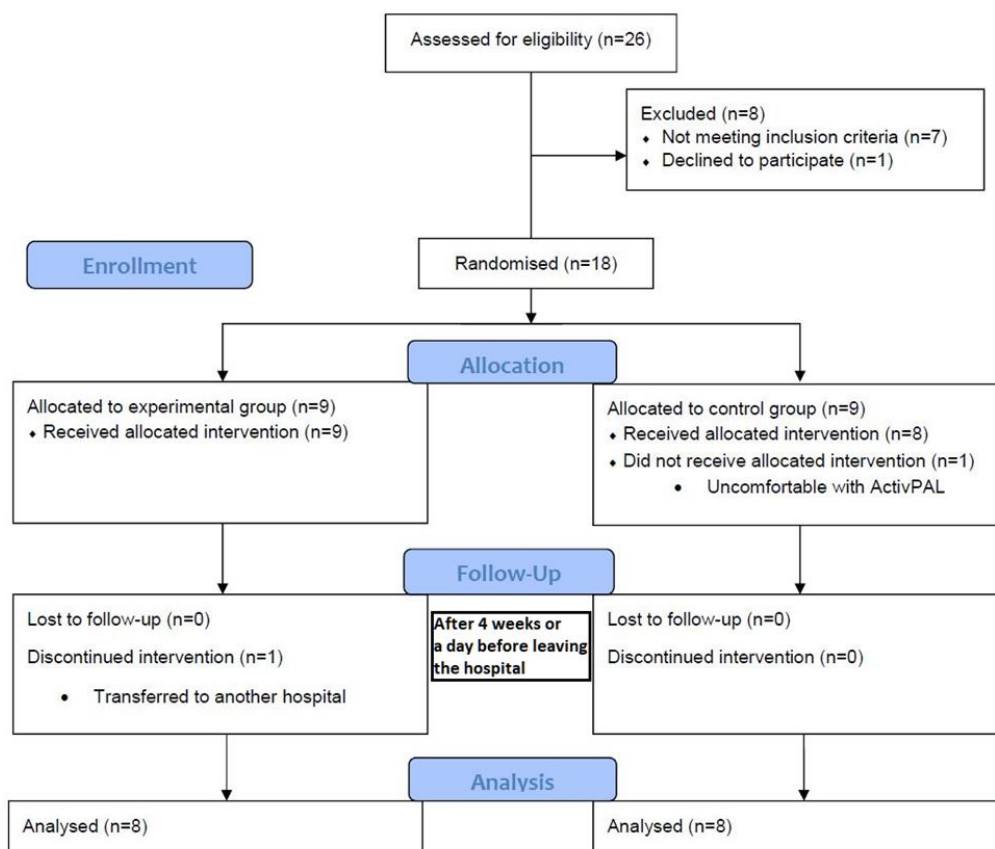 Assessed for eligibility (n=26)
Excluded (n=8)
⬩ Not meeting inclusion criteria (n=7)
⬩ Declined to participate (n=1)
Enrollment
Randomised (n=18)
Allocation
Allocated to experimental group (n=9)
⬩ Received allocated intervention (n=9)
Allocated to control group (n=9)
⬩ Received allocated intervention (n=8)
⬩ Did not receive allocated intervention (n=1)
• Uncomfortable with ActivPAL
Follow-Up
Lost to follow-up (n=0)
Discontinued intervention (n=1)
• Transferred to another hospital
After 4 weeks or
a day before leaving
the hospital
Lost to follow-up (n=0)
Discontinued intervention (n=0)
Analysis
Analysed (n=8)
Analysed (n=8)